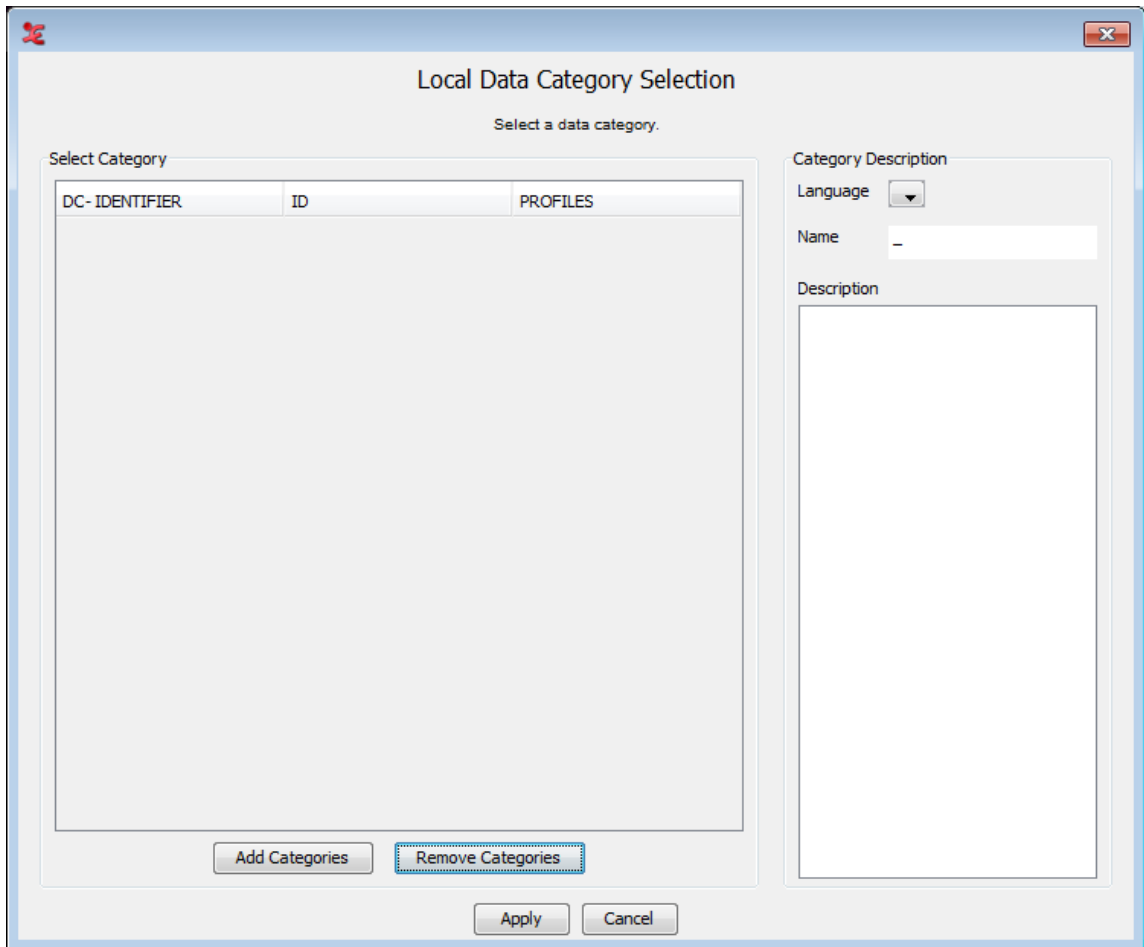 Local Data Category Selection
Select a data category.
Select Category
DC- IDENTIFIER ID PROFILES
Add Categories Remove Categories
Category Description
Language
Name _
Description
Apply Cancel